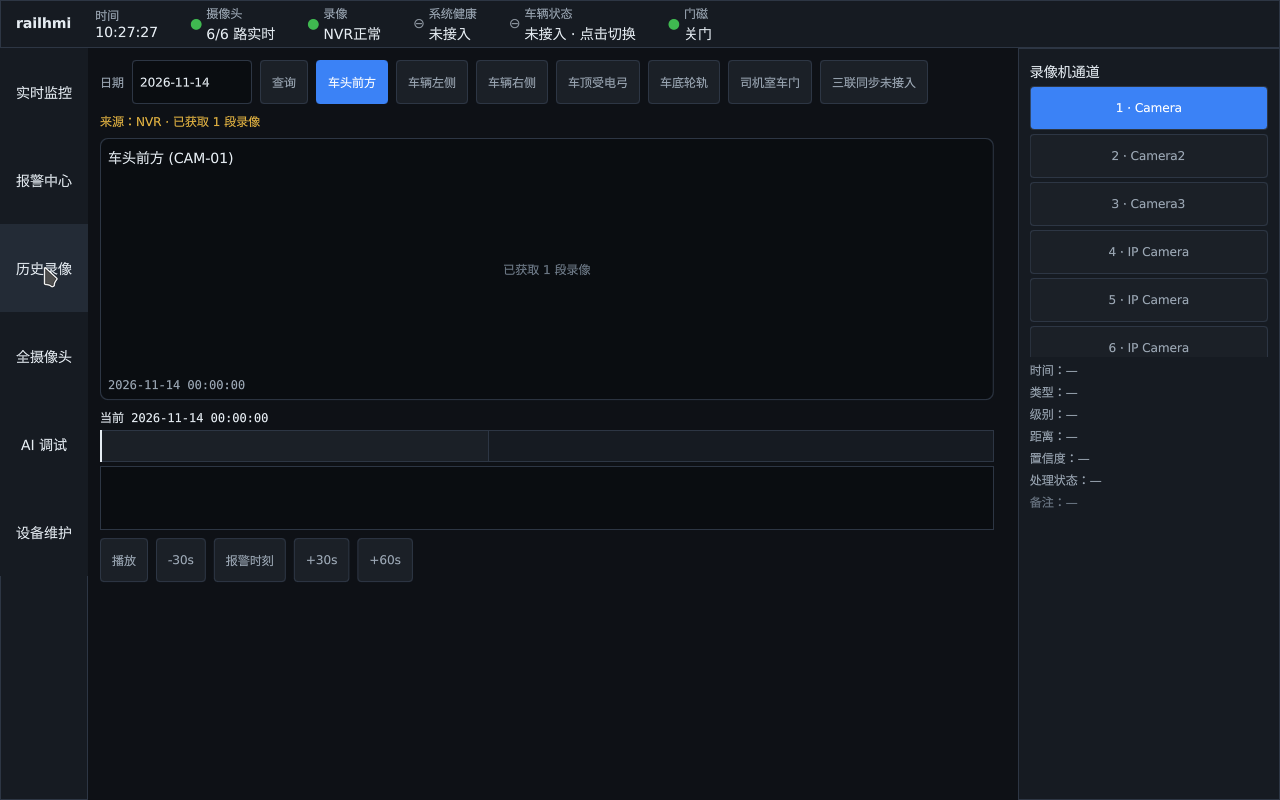 railhmi
时间
10:27:27
摄像头
6/6 路实时
录像
NVR正常
系统健康
未接入
车辆状态
未接入 · 点击切换
门磁
关门
实时监控
报警中心
历史录像
全摄像头
AI 调试
设备维护
日期
2026-11-14
查询
车头前方
车辆左侧
车辆右侧
车顶受电弓
车底轮轨
司机室车门
三联同步未接入
来源：NVR · 已获取 1 段录像
车头前方 (CAM-01)
已获取 1 段录像
2026-11-14 00:00:00
当前 2026-11-14 00:00:00
播放
-30s
报警时刻
+30s
+60s
录像机通道
1 · Camera
2 · Camera2
3 · Camera3
4 · IP Camera
5 · IP Camera
6 · IP Camera
时间：—
类型：—
级别：—
距离：—
置信度：—
处理状态：—
备注：—